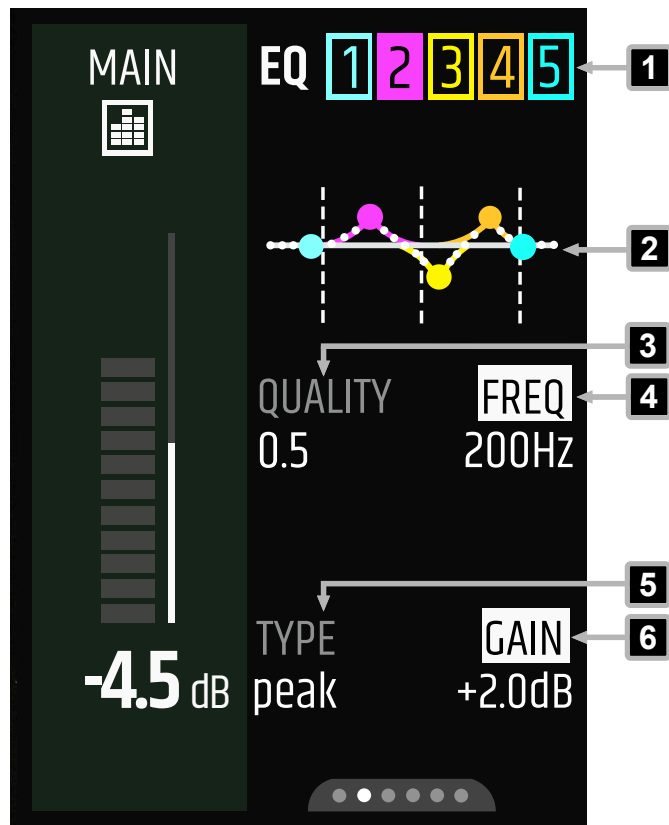 MAIN
EQ 1 2 3 4 5
1
2
3
QUALITY FREQ
4
0.5 200Hz
5
TYPE GAIN
6
-4.5 dB
peak +2.0dB